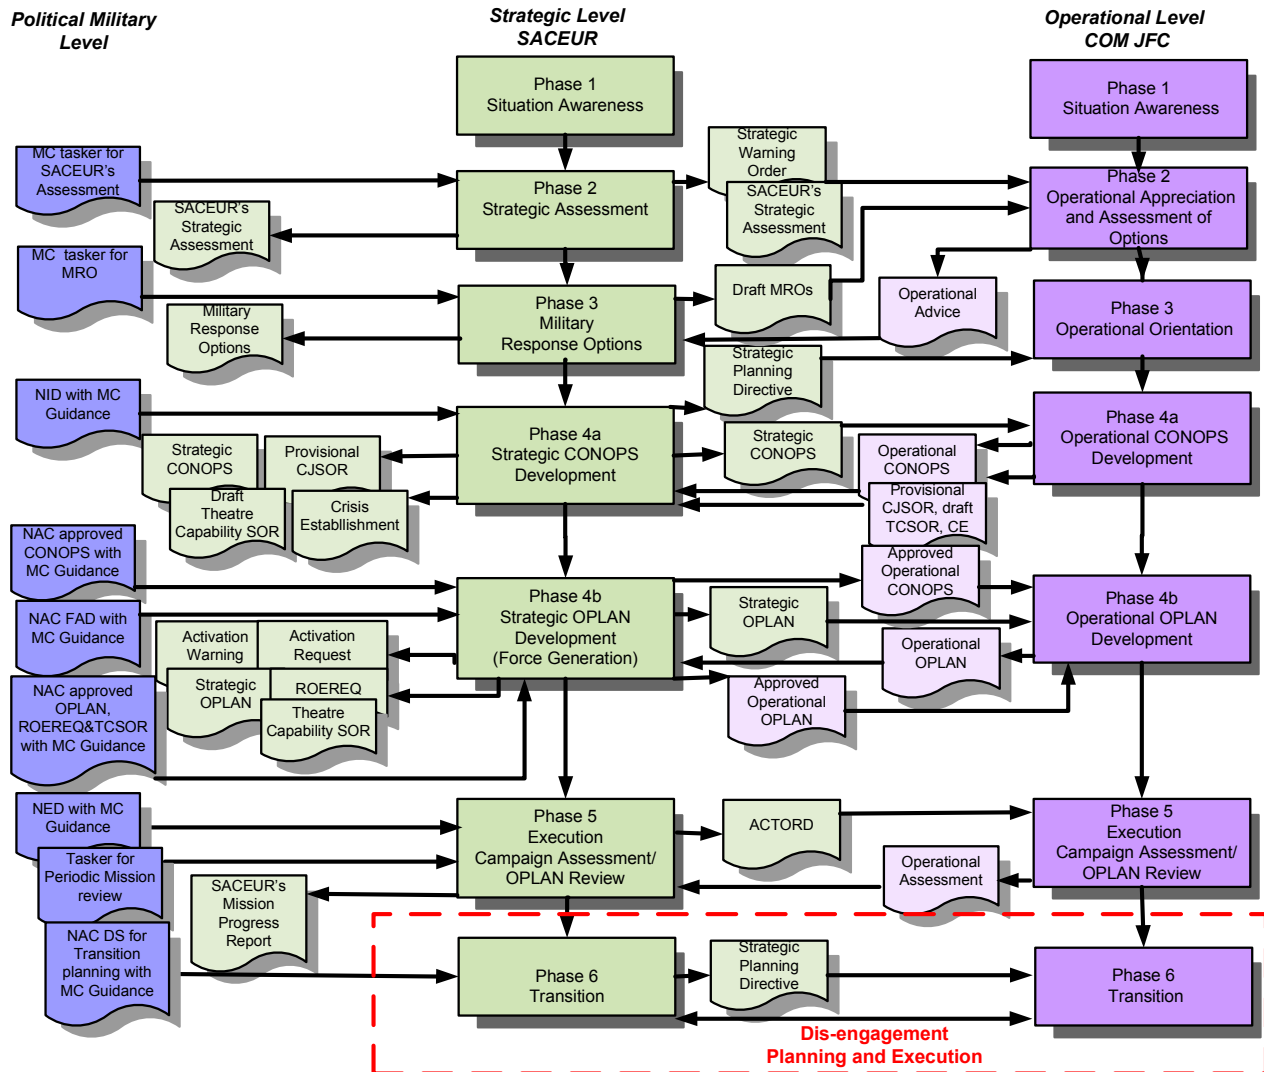 Political Military
Level
Strategic Level
SACEUR
Operational Level
COM JFC
Phase 1
Situation Awareness
Phase 1
Situation Awareness
MC tasker for
SACEUR's
Assessment
Phase 2
Strategic Assessment
Strategic
Warning
Order
SACEUR's
Strategic
Assessment
Phase 2
Operational Appreciation
and Assessment of
Options
SACEUR's
Strategic
Assessment
MC tasker for
MRO
Phase 3
Military
Response Options
Draft MROs
Operational
Advice
Phase 3
Operational Orientation
Military
Response
Options
Strategic
Planning
Directive
NID with MC
Guidance
Phase 4a
Strategic CONOPS
Development
Strategic
CONOPS
Phase 4a
Operational CONOPS
Development
Strategic
CONOPS
Provisional
CJSOR
Draft
Theatre
Capability SOR
Crisis
Establlishment
Operational
CONOPS
Provisional
CJSOR, draft
TCSOR, CE
NAC approved
CONOPS with
MC Guidance
Approved
Operational
CONOPS
Phase 4b
Strategic OPLAN
Development
(Force Generation)
Strategic
OPLAN
Phase 4b
Operational OPLAN
Development
NAC FAD with
MC Guidance
Activation
Warning
Activation
Request
Strategic
OPLAN
ROEREQ
Theatre
Capability SOR
Operational
OPLAN
Approved
Operational
OPLAN
NAC approved
OPLAN,
ROEREQ&TCSOR
with MC Guidance
NED with MC
Guidance
Phase 5
Execution
Campaign Assessment/
OPLAN Review
ACTORD
Phase 5
Execution
Campaign Assessment/
OPLAN Review
Tasker for
Periodic Mission
review
SACEUR's
Mission
Progress
Report
Operational
Assessment
NAC DS for
Transition
planning with
MC Guidance
Phase 6
Transition
Strategic
Planning
Directive
Phase 6
Transition
Dis-engagement
Planning and Execution